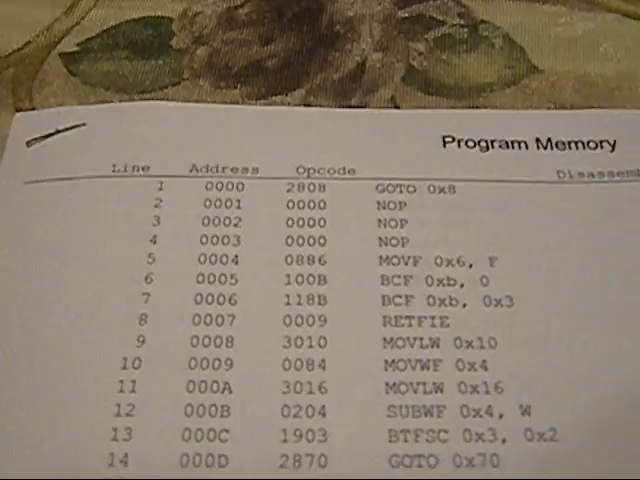 Program Memory
Line Address Opcode Disassemb
1 0000 2808 GOTO 0x8
2 0001 0000 NOP
3 0002 0000 NOP
4 0003 0000 NOP
5 0004 0886 MOVF 0x6, F
6 0005 100B BCF 0xb, 0
7 0006 118B BCF 0xb, 0x3
8 0007 0009 RETFIE
9 0008 3010 MOVLW 0x10
10 0009 0084 MOVWF 0x4
11 000A 3016 MOVLW 0x16
12 000B 0204 SUBWF 0x4, W
13 000C 1903 BTFSC 0x3, 0x2
14 000D 2870 GOTO 0x70